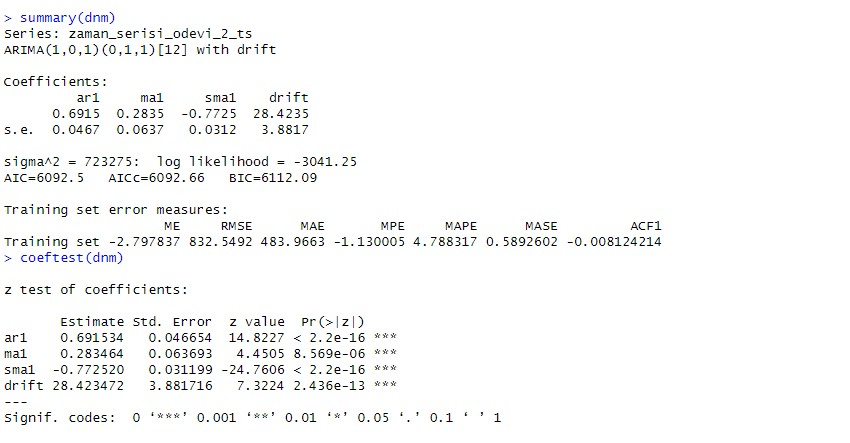 > summary(dnm)
Series: zaman_serisi_odevi_2_ts
ARIMA(1,0,1)(0,1,1)[12] with drift
Coefficients:
         ar1     ma1     sma1    drift
      0.6915  0.2835  -0.7725  28.4235
s.e.  0.0467  0.0637   0.0312   3.8817
sigma^2 = 723275:  log likelihood = -3041.25
AIC=6092.5   AICc=6092.66   BIC=6112.09
Training set error measures:
                    ME     RMSE      MAE       MPE     MAPE      MASE         ACF1
Training set -2.797837 832.5492 483.9663 -1.130005 4.788317 0.5892602 -0.008124214
> coeftest(dnm)
z test of coefficients:
       Estimate Std. Error  z value  Pr(>|z|)
ar1    0.691534   0.046654  14.8227 < 2.2e-16 ***
ma1    0.283464   0.063693   4.4505 8.569e-06 ***
sma1  -0.772520   0.031199 -24.7606 < 2.2e-16 ***
drift 28.423472   3.881716   7.3224 2.436e-13 ***
---
Signif. codes:  0 ‘***’ 0.001 ‘**’ 0.01 ‘*’ 0.05 ‘.’ 0.1 ‘ ’ 1